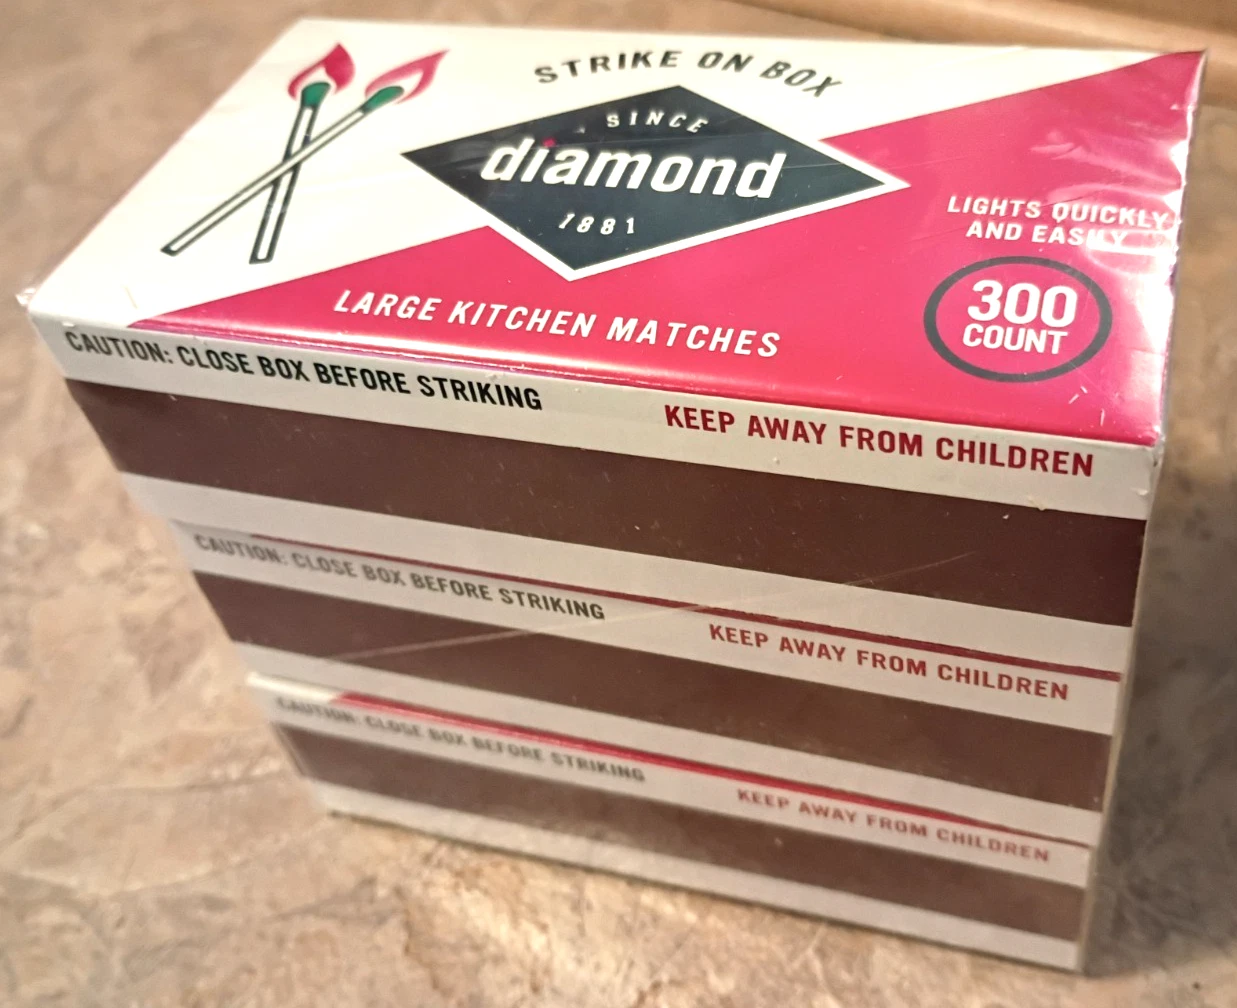 STRIKE ON BOX
SINCE
diamond
1881
LIGHTS QUICKLY
AND EASILY
300
COUNT
LARGE KITCHEN MATCHES
CAUTION: CLOSE BOX BEFORE STRIKING
KEEP AWAY FROM CHILDREN
CAUTION: CLOSE BOX BEFORE STRIKING
KEEP AWAY FROM CHILDREN
CAUTION: CLOSE BOX BEFORE STRIKING
KEEP AWAY FROM CHILDREN